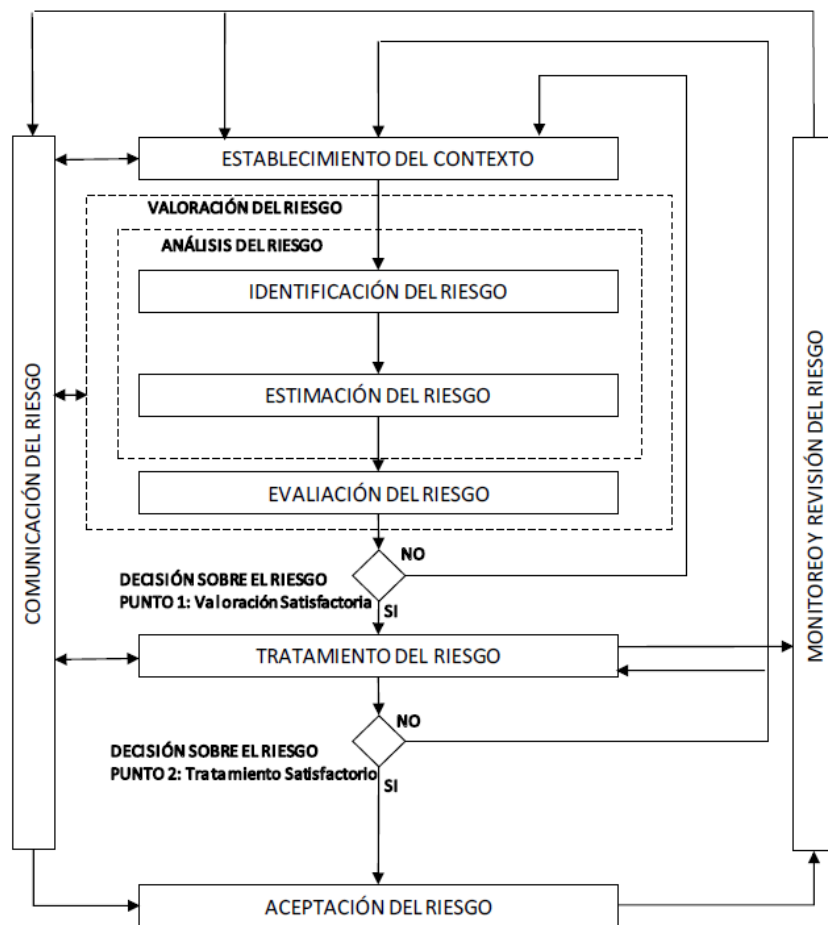 ESTABLECIMIENTO DEL CONTEXTO
VALORACIÓN DEL RIESGO
ANÁLISIS DEL RIESGO
IDENTIFICACIÓN DEL RIESGO
ESTIMACIÓN DEL RIESGO
EVALIACIÓN DEL RIESGO
NO
DECISIÓN SOBRE EL RIESGO
PUNTO 1: Valoración Satisfactoria
SI
TRATAMIENTO DEL RIESGO
NO
DECISIÓN SOBRE EL RIESGO
PUNTO 2: Tratamiento Satisfactorio
SI
ACEPTACIÓN DEL RIESGO
COMUNICACIÓN DEL RIESGO
MONITOREO Y REVISIÓN DEL RIESGO